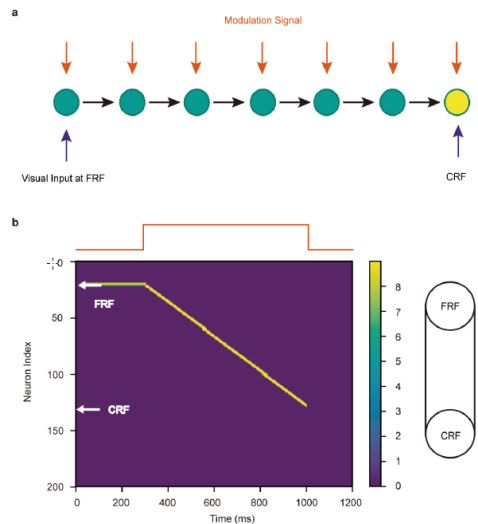 a
Modulation Signal
Visual Input at FRF
CRF
b
0
50
100
150
200
Neuron Index
FRF
CRF
0
200
400
600
800
1000
1200
Time (ms)
8
7
6
5
4
3
2
1
0
FRF
CRF